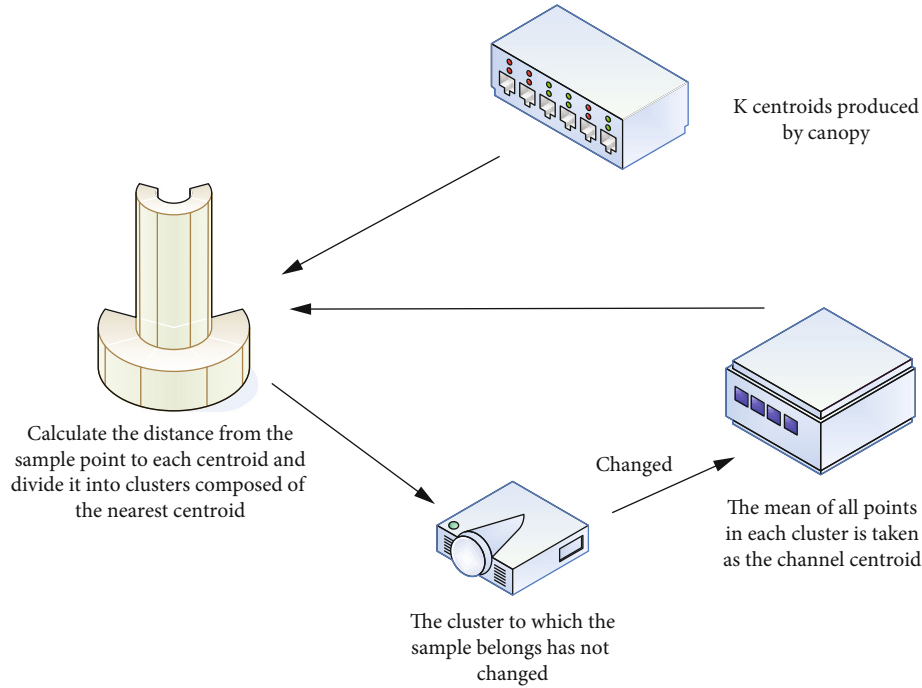 K centroids produced
by canopy
Calculate the distance from the
sample point to each centroid and
divide it into clusters composed of
the nearest centroid
Changed
The mean of all points
in each cluster is taken
as the channel centroid
The cluster to which the
sample belongs has not
changed